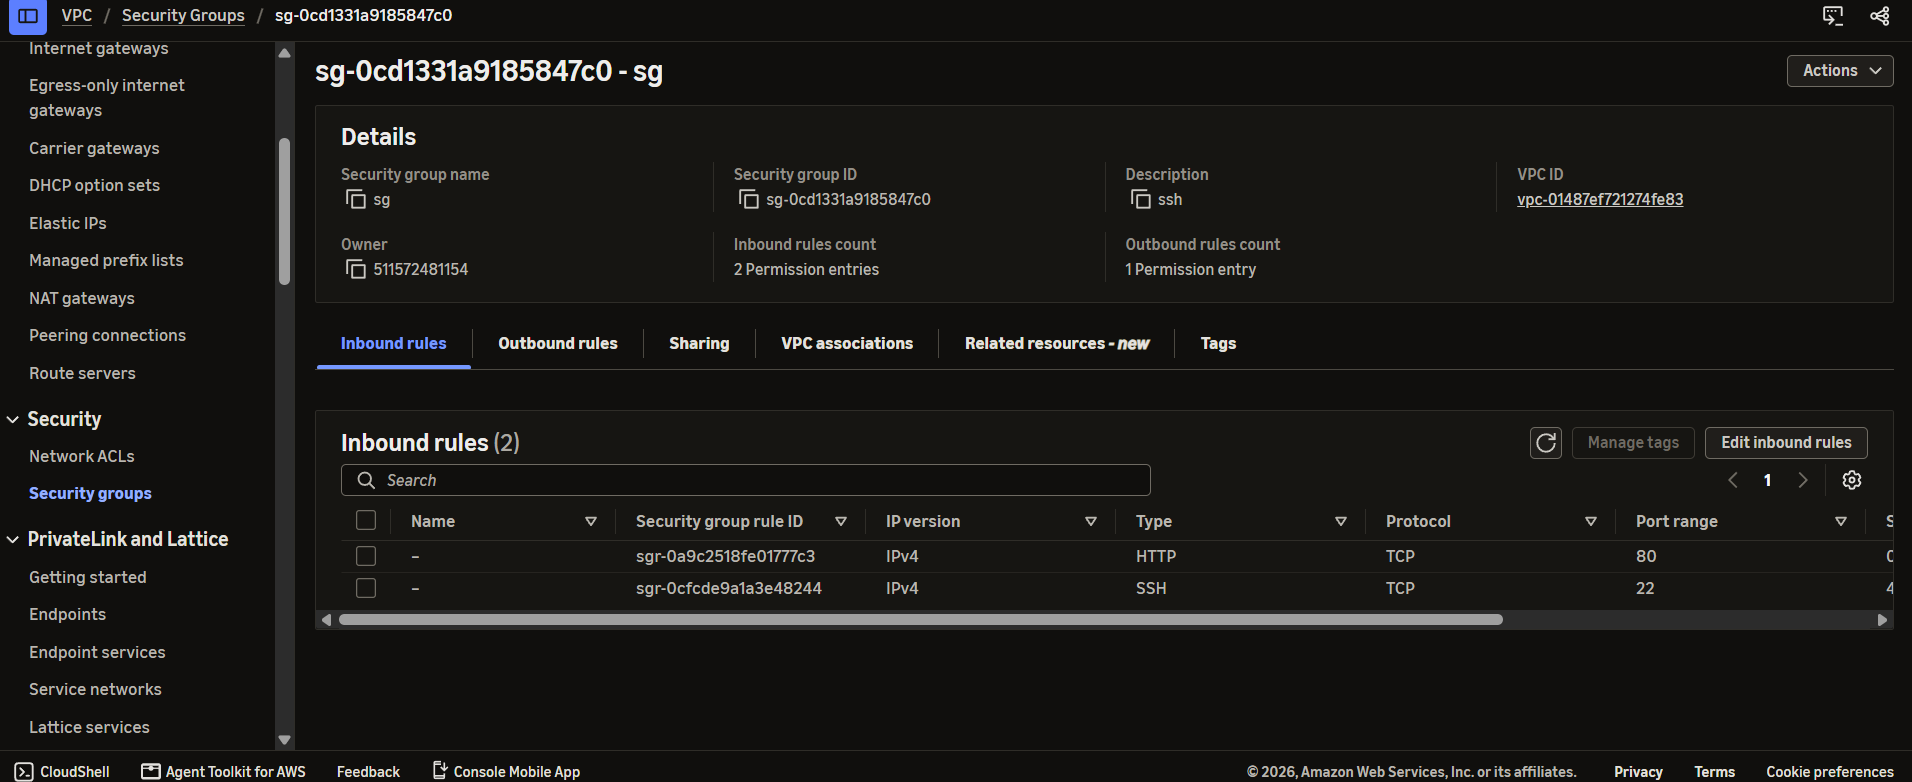 VPC / Security Groups / sg-0cd1331a9185847c0
Internet gateways
Egress-only internet
gateways
Carrier gateways
DHCP option sets
Elastic IPs
Managed prefix lists
NAT gateways
Peering connections
Route servers
Security
Network ACLs
Security groups
PrivateLink and Lattice
Getting started
Endpoints
Endpoint services
Service networks
Lattice services
sg-0cd1331a9185847c0 - sg
Actions
Details
Security group name
sg
Security group ID
sg-0cd1331a9185847c0
Description
ssh
VPC ID
vpc-01487ef721274fe83
Owner
511572481154
Inbound rules count
2 Permission entries
Outbound rules count
1 Permission entry
Inbound rules Outbound rules Sharing VPC associations Related resources - new Tags
Inbound rules (2)
Manage tags Edit inbound rules
Search
1
Name Security group rule ID IP version Type Protocol Port range
– sgr-0a9c2518fe01777c3 IPv4 HTTP TCP 80
– sgr-0cfcde9a1a3e48244 IPv4 SSH TCP 22
CloudShell Agent Toolkit for AWS Feedback Console Mobile App © 2026, Amazon Web Services, Inc. or its affiliates. Privacy Terms Cookie preferences